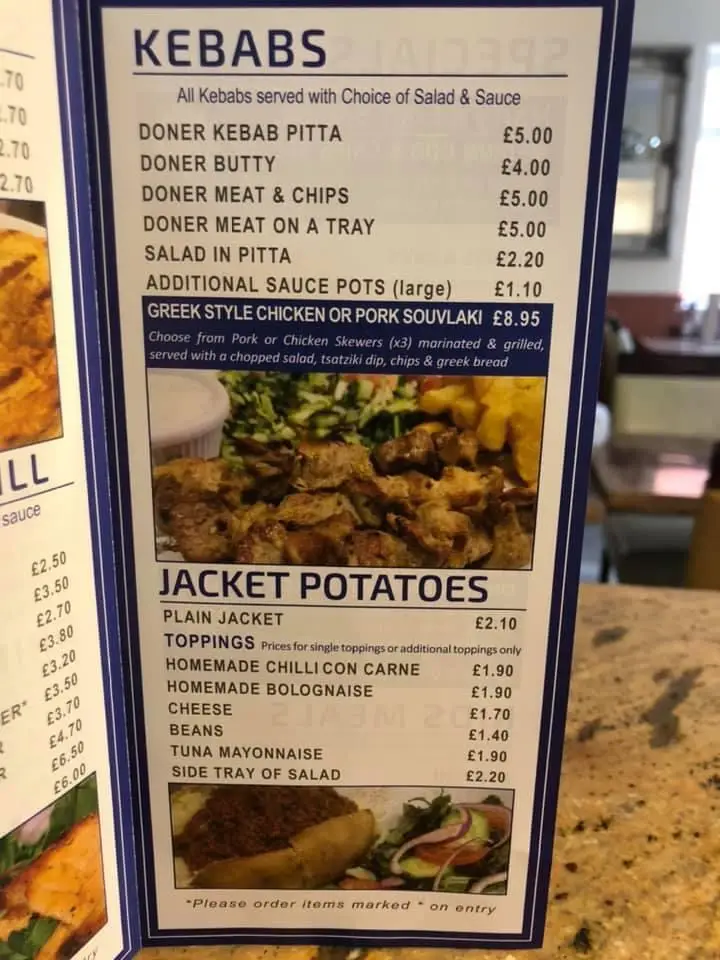 .70
.70
2.70
2.70
ILL
sauce
£2.50
£3.50
£2.70
£3.80
£3.20
£3.50
ER* £3.70
R £4.70
R £6.50
£6.00
KEBABS
All Kebabs served with Choice of Salad & Sauce
DONER KEBAB PITTA £5.00
DONER BUTTY £4.00
DONER MEAT & CHIPS £5.00
DONER MEAT ON A TRAY £5.00
SALAD IN PITTA £2.20
ADDITIONAL SAUCE POTS (large) £1.10
GREEK STYLE CHICKEN OR PORK SOUVLAKI £8.95
Choose from Pork or Chicken Skewers (x3) marinated & grilled,
served with a chopped salad, tsatziki dip, chips & greek bread
JACKET POTATOES
PLAIN JACKET £2.10
TOPPINGS Prices for single toppings or additional toppings only
HOMEMADE CHILLI CON CARNE £1.90
HOMEMADE BOLOGNAISE £1.90
CHEESE £1.70
BEANS £1.40
TUNA MAYONNAISE £1.90
SIDE TRAY OF SALAD £2.20
*Please order items marked * on entry